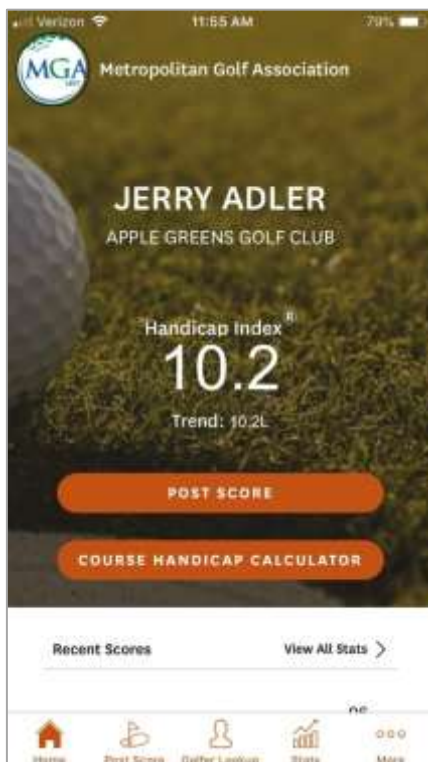 Verizon 11:55 AM 79%
MGA Metropolitan Golf Association
JERRY ADLER
APPLE GREENS GOLF CLUB
Handicap Index ®
10.2
Trend: 10.2L
POST SCORE
COURSE HANDICAP CALCULATOR
Recent Scores View All Stats >
Home Post Score Golfer Lookup Stats More